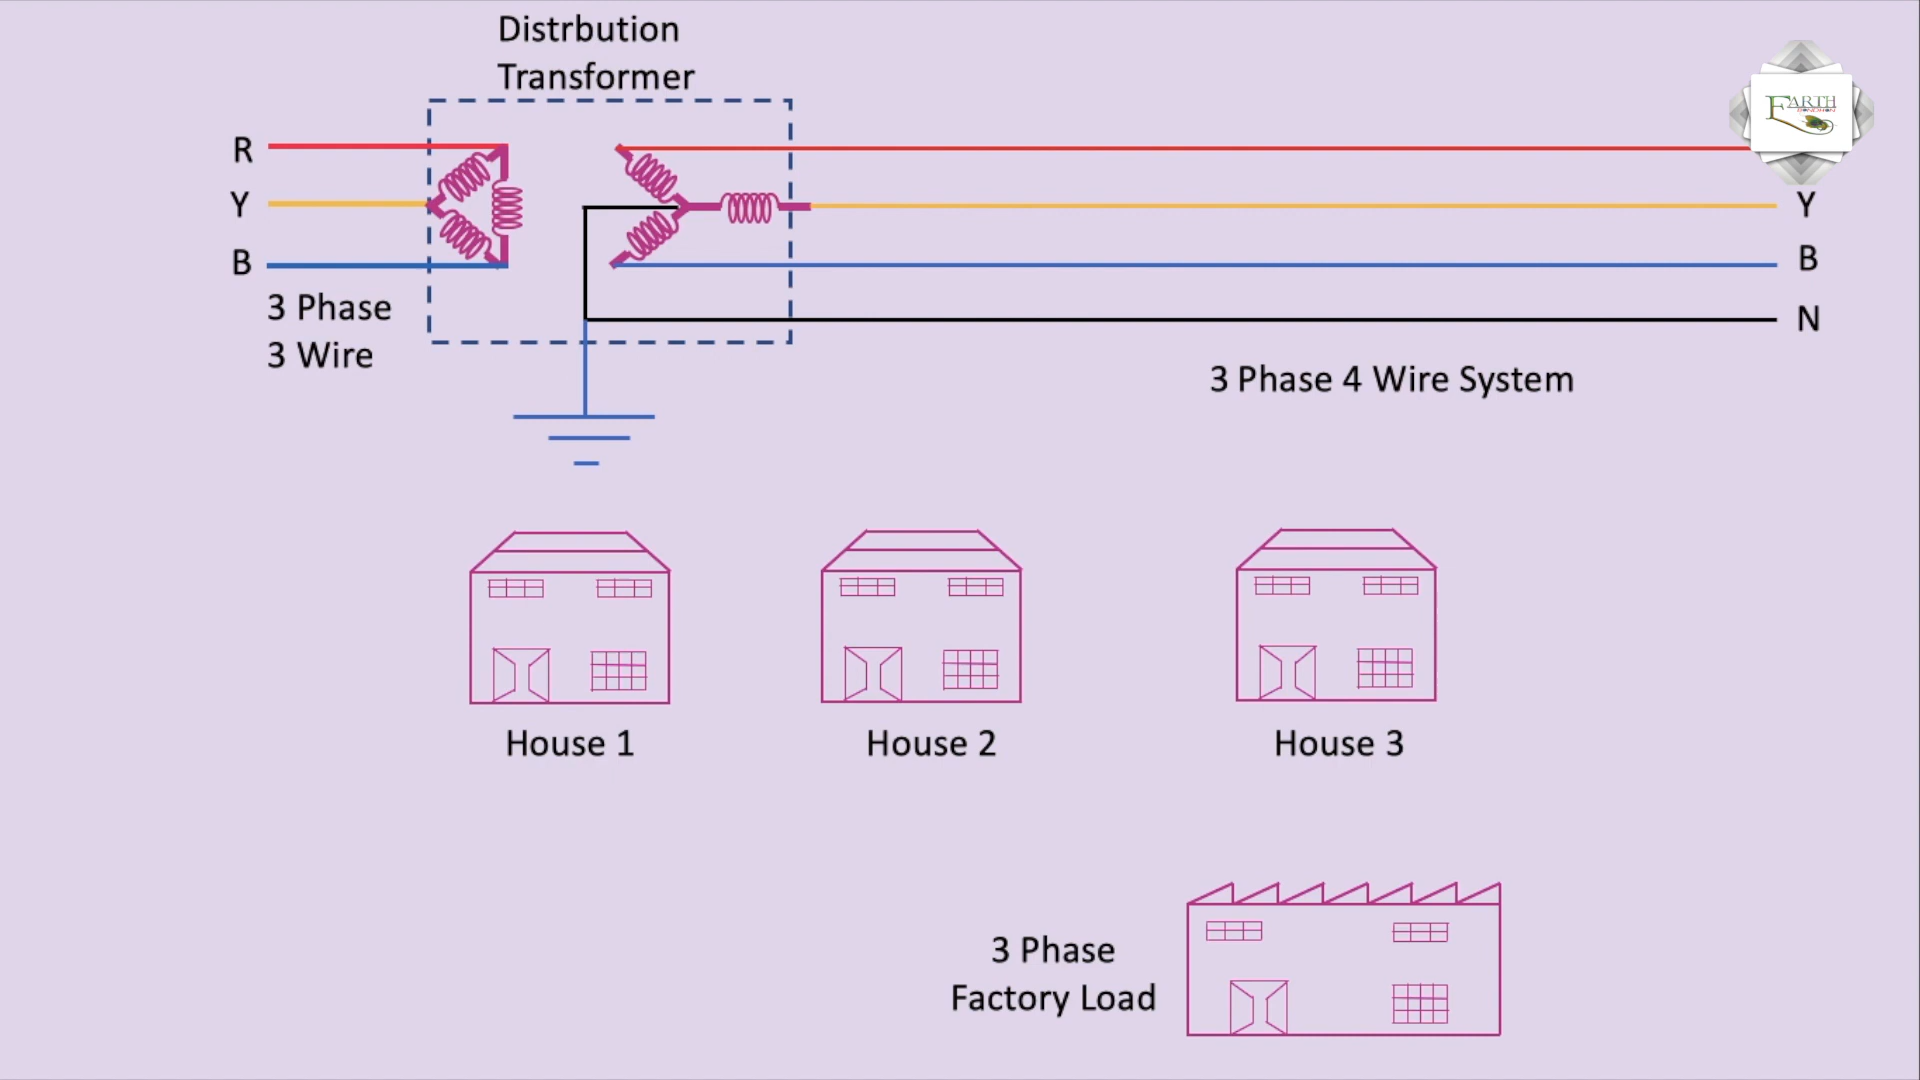 Distrbution
Transformer
EARTH
R
Y
B
3 Phase
3 Wire
Y
B
N
3 Phase 4 Wire System
House 1
House 2
House 3
3 Phase
Factory Load